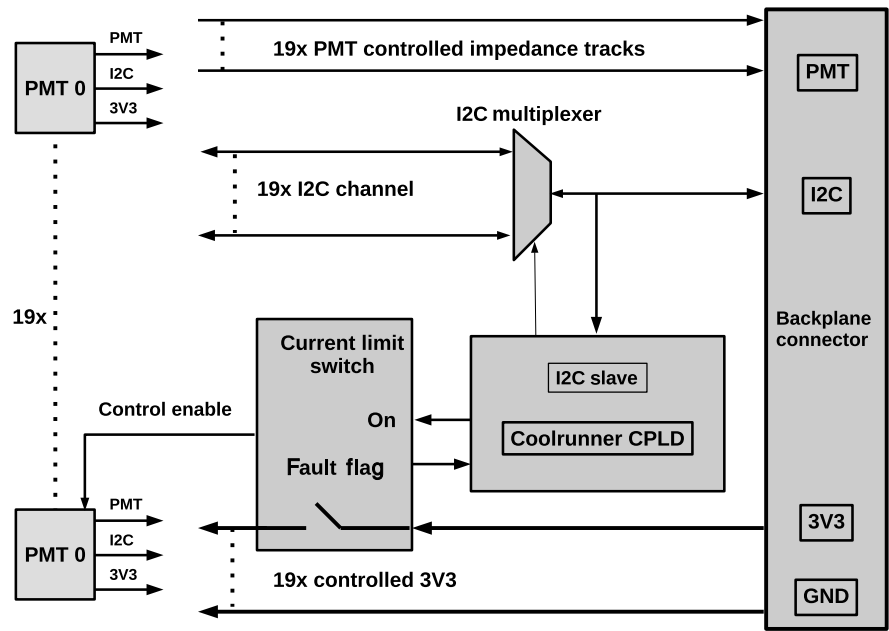 PMT
PMT 0
I2C
3V3
19x PMT controlled impedance tracks
PMT
I2C multiplexer
19x I2C channel
I2C
19x
Backplane
connector
Current limit
switch
I2C slave
Control enable
On
Coolrunner CPLD
Fault flag
PMT
PMT 0
I2C
3V3
3V3
19x controlled 3V3
GND